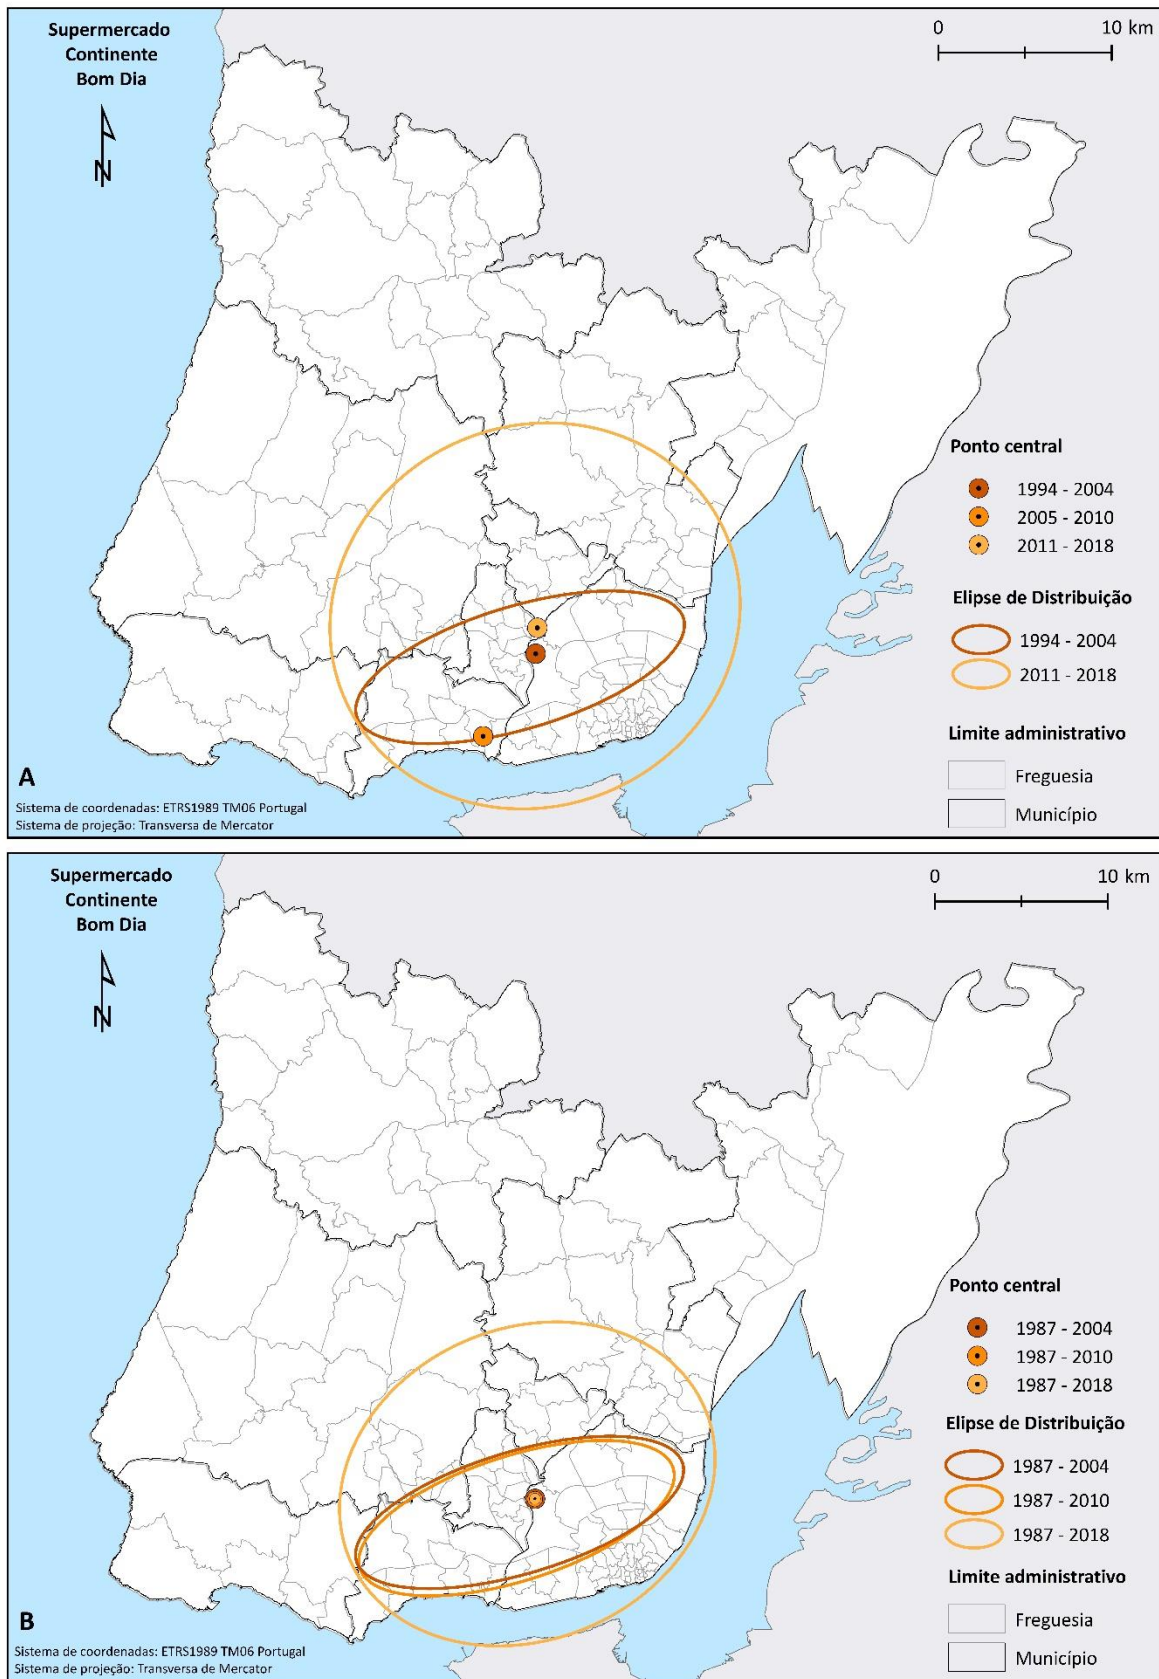 Supermercado
Continente
Bom Dia
N
0 10 km
Ponto central
1994 - 2004
2005 - 2010
2011 - 2018
Elipse de Distribuição
1994 - 2004
2011 - 2018
Limite administrativo
Freguesia
Município
A
Sistema de coordenadas: ETRS1989 TM06 Portugal
Sistema de projeção: Transversa de Mercator
Supermercado
Continente
Bom Dia
N
0 10 km
Ponto central
1987 - 2004
1987 - 2010
1987 - 2018
Elipse de Distribuição
1987 - 2004
1987 - 2010
1987 - 2018
Limite administrativo
Freguesia
Município
B
Sistema de coordenadas: ETRS1989 TM06 Portugal
Sistema de projeção: Transversa de Mercator